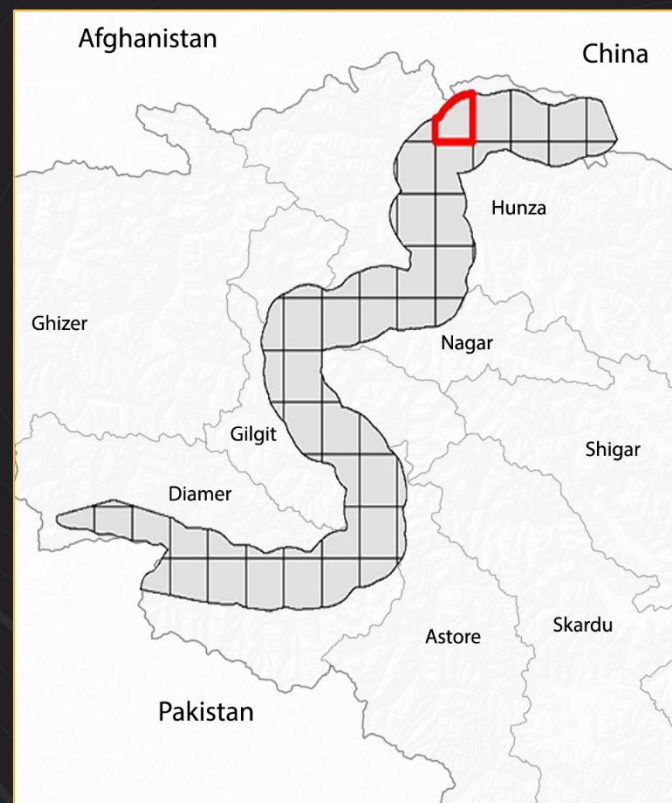 Afghanistan
China
Hunza
Ghizer
Nagar
Gilgit
Shigar
Diamer
Skardu
Astore
Pakistan